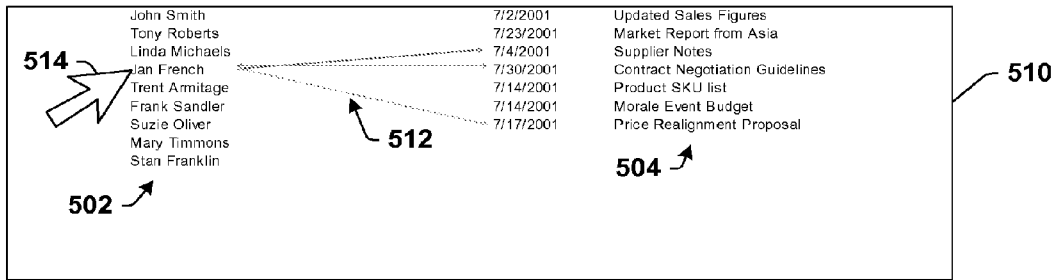 John Smith 7/2/2001 Updated Sales Figures
Tony Roberts 7/23/2001 Market Report from Asia
Linda Michaels 7/4/2001 Supplier Notes
514 Jan French 7/30/2001 Contract Negotiation Guidelines 510
Trent Armitage 7/14/2001 Product SKU list
Frank Sandler 7/14/2001 Morale Event Budget
Suzie Oliver 7/17/2001 Price Realignment Proposal
Mary Timmons 512
Stan Franklin 504
502